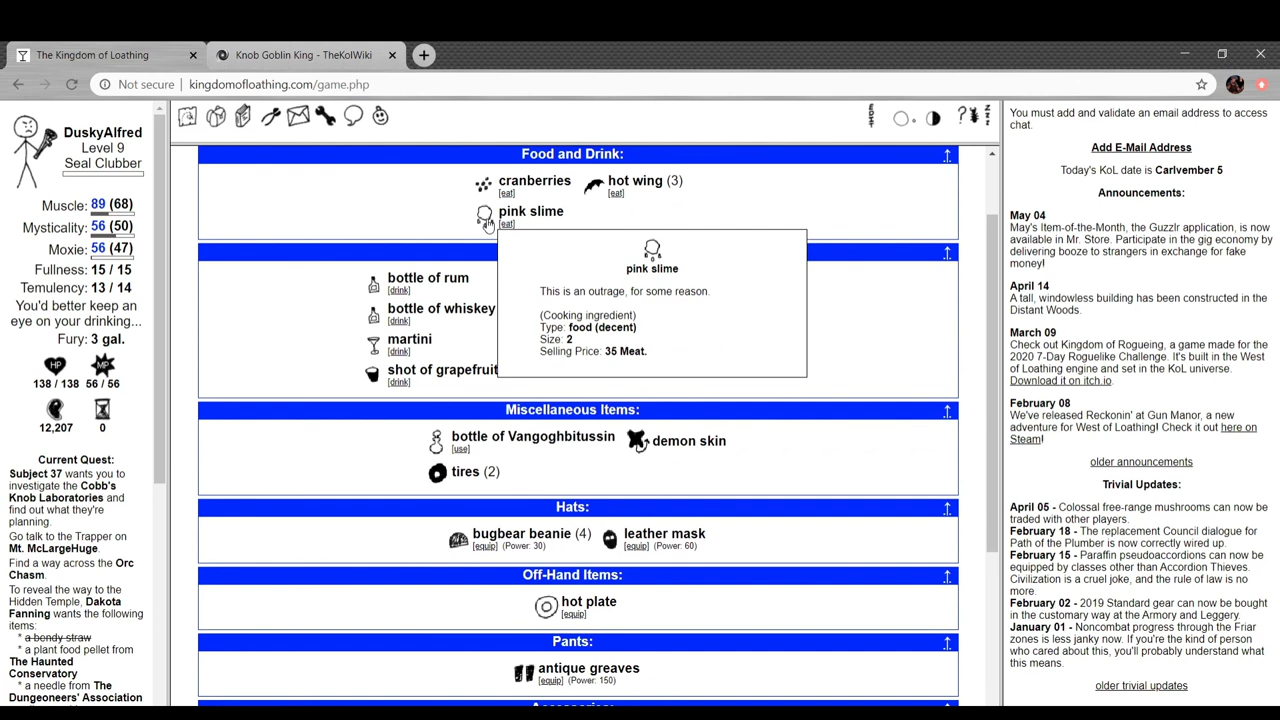 The Kingdom of Loathing
Knob Goblin King - TheKolWiki
Not secure
kingdomofloathing.com/game.php
DuskyAlfred
Level 9
Seal Clubber
Muscle: 89 (68)
Mysticality: 56 (50)
Moxie: 56 (47)
Fullness: 15 / 15
Temulency: 13 / 14
You'd better keep an
eye on your drinking...
Fury: 3 gal.
HP
MP
138 / 138
56 / 56
12,207
0
Current Quest:
Subject 37 wants you to
investigate the Cobb's
Knob Laboratories and
find out what they're
planning.
Go talk to the Trapper on
Mt. McLargeHuge.
Find a way across the Orc
Chasm.
To reveal the way to the
Hidden Temple, Dakota
Fanning wants the following
items:
* a bendy straw
* a plant food pellet from
The Haunted
Conservatory
* a needle from The
Dungeoneers' Association
EDIT
?
Food and Drink:
cranberries
[eat]
hot wing (3)
[eat]
pink slime
[eat]
pink slime
This is an outrage, for some reason.
(Cooking ingredient)
Type: food (decent)
Size: 2
Selling Price: 35 Meat.
bottle of rum
[drink]
bottle of whiskey
[drink]
martini
[drink]
shot of grapefruit
[drink]
Miscellaneous Items:
bottle of Vangoghbitussin
[use]
demon skin
tires (2)
Hats:
bugbear beanie (4)
[equip] (Power: 30)
leather mask
[equip] (Power: 60)
Off-Hand Items:
hot plate
[equip]
Pants:
antique greaves
[equip] (Power: 150)
You must add and validate an email address to access
chat.
Add E-Mail Address
Today's KoL date is Carlvember 5
Announcements:
May 04
May's Item-of-the-Month, the Guzzlr application, is now
available in Mr. Store. Participate in the gig economy by
delivering booze to strangers in exchange for fake
money!
April 14
A tall, windowless building has been constructed in the
Distant Woods.
March 09
Check out Kingdom of Rogueing, a game made for the
2020 7-Day Roguelike Challenge. It's built in the West
of Loathing engine and set in the KoL universe.
Download it on itch.io.
February 08
We've released Reckonin' at Gun Manor, a new
adventure for West of Loathing! Check it out here on
Steam!
older announcements
Trivial Updates:
April 05 - Colossal free-range mushrooms can now be
traded with other players.
February 18 - The replacement Council dialogue for
Path of the Plumber is now correctly wired up.
February 15 - Paraffin pseudoaccordions can now be
equipped by classes other than Accordion Thieves.
Civilization is a cruel joke, and the rule of law is no
more.
February 02 - 2019 Standard gear can now be bought
in the customary way at the Armory and Leggery.
January 01 - Noncombat progress through the Friar
zones is less janky now. If you're the kind of person
who cared about this, you'll probably understand what
this means.
older trivial updates